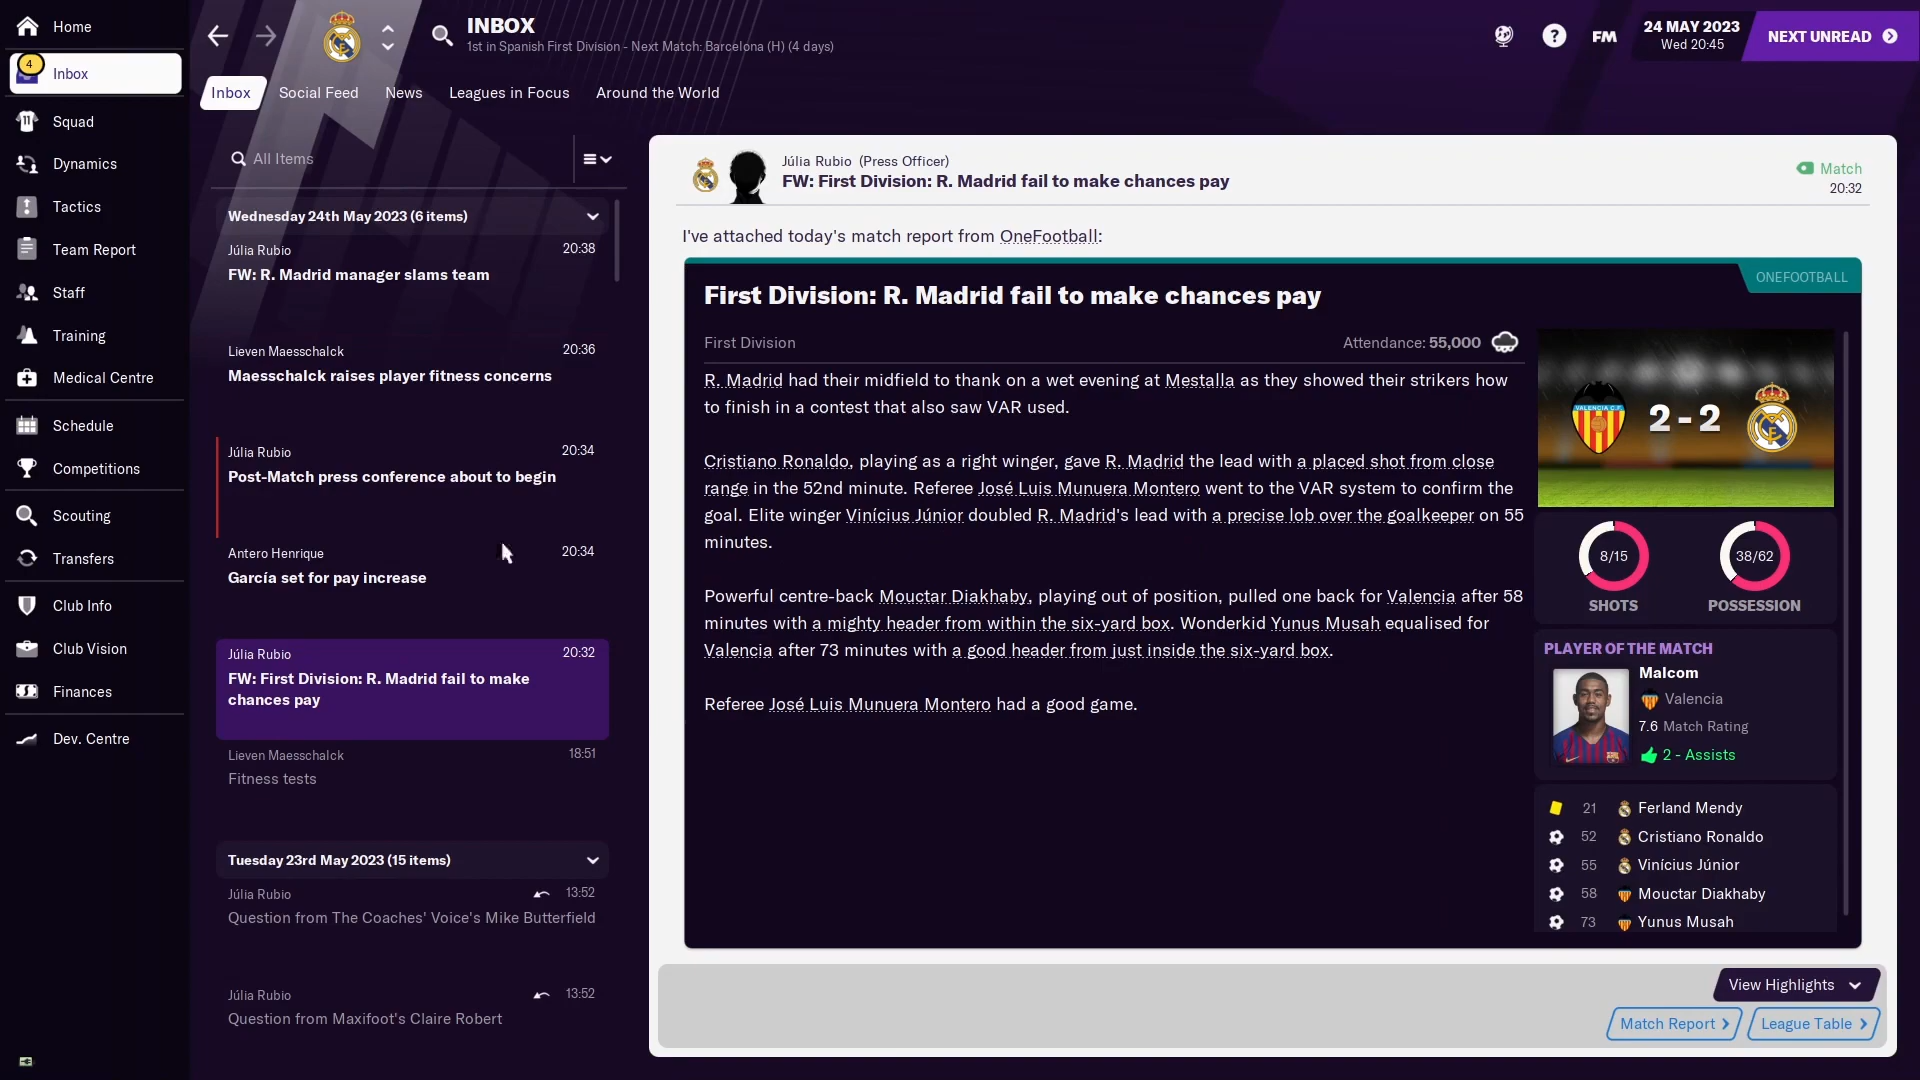 Home
4
Inbox
Squad
Dynamics
Tactics
Team Report
Staff
Training
Medical Centre
Schedule
Competitions
Scouting
Transfers
Club Info
Club Vision
Finances
Dev. Centre
INBOX
1st in Spanish First Division - Next Match: Barcelona (H) (4 days)
?
FM
24 MAY 2023
Wed 20:45
NEXT UNREAD
Inbox
Social Feed
News
Leagues in Focus
Around the World
All Items
Wednesday 24th May 2023 (6 items)
Júlia Rubio 20:38
FW: R. Madrid manager slams team
Lieven Maesschalck 20:36
Maesschalck raises player fitness concerns
Júlia Rubio 20:34
Post-Match press conference about to begin
Antero Henrique 20:34
García set for pay increase
Júlia Rubio 20:32
FW: First Division: R. Madrid fail to make
chances pay
Lieven Maesschalck 18:51
Fitness tests
Tuesday 23rd May 2023 (15 items)
Júlia Rubio 13:52
Question from The Coaches' Voice's Mike Butterfield
Júlia Rubio 13:52
Question from Maxifoot's Claire Robert
Júlia Rubio (Press Officer)
FW: First Division: R. Madrid fail to make chances pay
Match
20:32
I've attached today's match report from OneFootball:
ONEFOOTBALL
First Division: R. Madrid fail to make chances pay
First Division
Attendance: 55,000
R. Madrid had their midfield to thank on a wet evening at Mestalla as they showed their strikers how
to finish in a contest that also saw VAR used.
Cristiano Ronaldo, playing as a right winger, gave R. Madrid the lead with a placed shot from close
range in the 52nd minute. Referee José Luis Munuera Montero went to the VAR system to confirm the
goal. Elite winger Vinícius Júnior doubled R. Madrid's lead with a precise lob over the goalkeeper on 55
minutes.
Powerful centre-back Mouctar Diakhaby, playing out of position, pulled one back for Valencia after 58
minutes with a mighty header from within the six-yard box. Wonderkid Yunus Musah equalised for
Valencia after 73 minutes with a good header from just inside the six-yard box.
Referee José Luis Munuera Montero had a good game.
VALENCIA C.F.
2 - 2
8/15
SHOTS
38/62
POSSESSION
PLAYER OF THE MATCH
Malcom
Valencia
7.6 Match Rating
2 - Assists
21 Ferland Mendy
52 Cristiano Ronaldo
55 Vinícius Júnior
58 Mouctar Diakhaby
73 Yunus Musah
View Highlights
Match Report
League Table